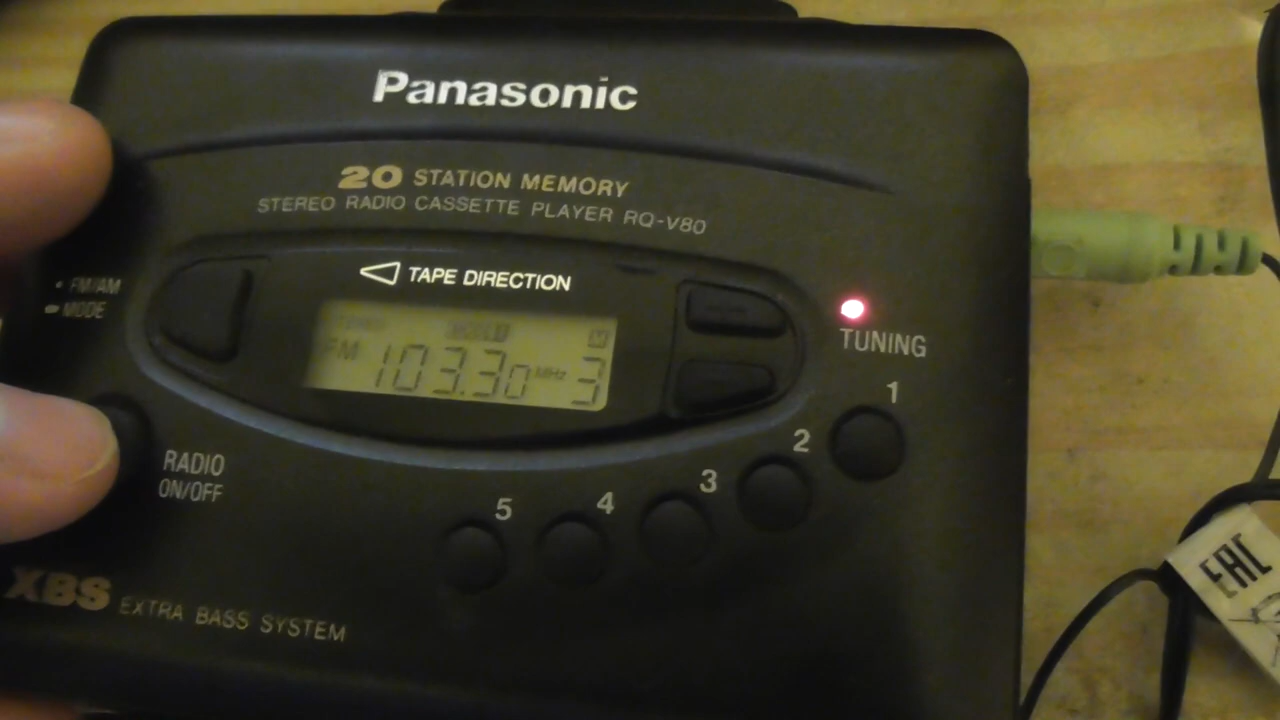 Panasonic
20 STATION MEMORY
STEREO RADIO CASSETTE PLAYER RQ-V80
TAPE DIRECTION
FM/AM
MODE
FM 103.30 MHz 3
TUNING
1
2
3
4
5
RADIO
ON/OFF
XBS EXTRA BASS SYSTEM
EAC